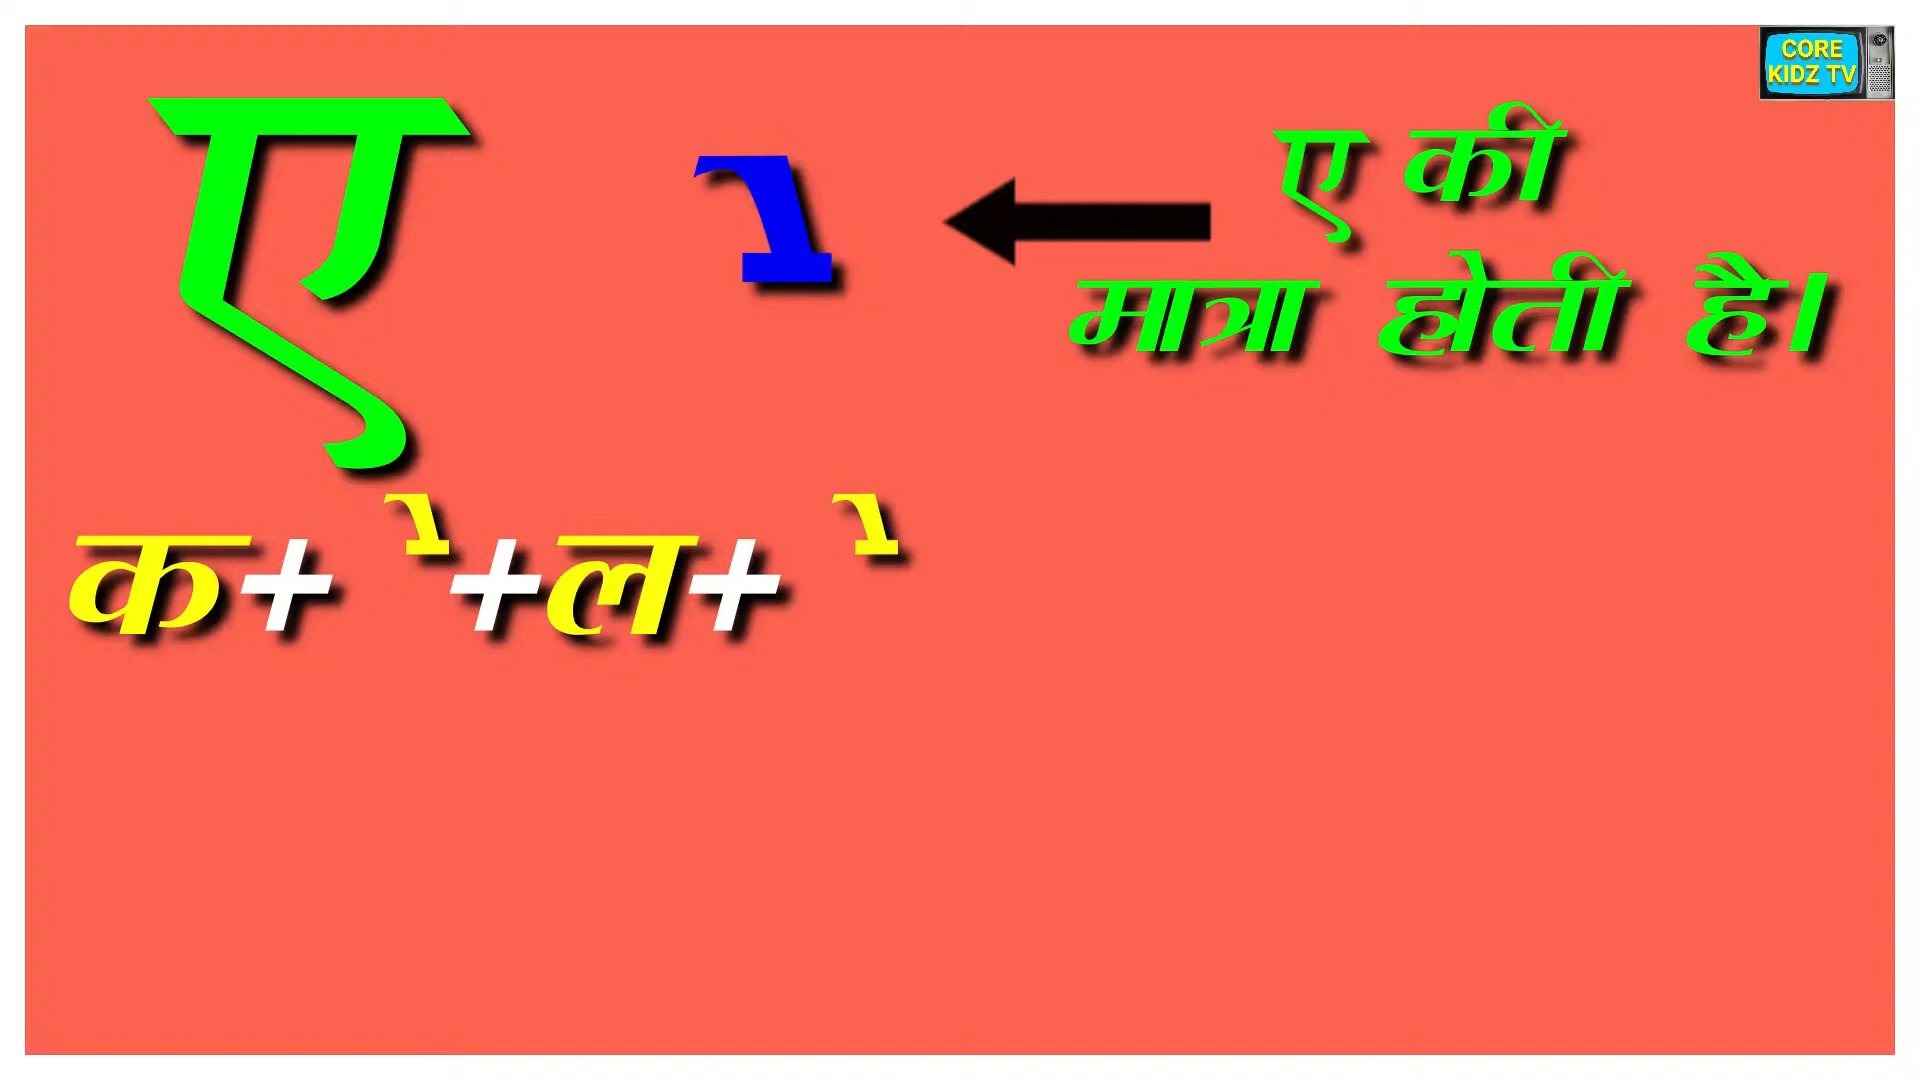 CORE
KIDZ TV
ए े ए की
मात्रा होती है।
क+ े+ल+ े